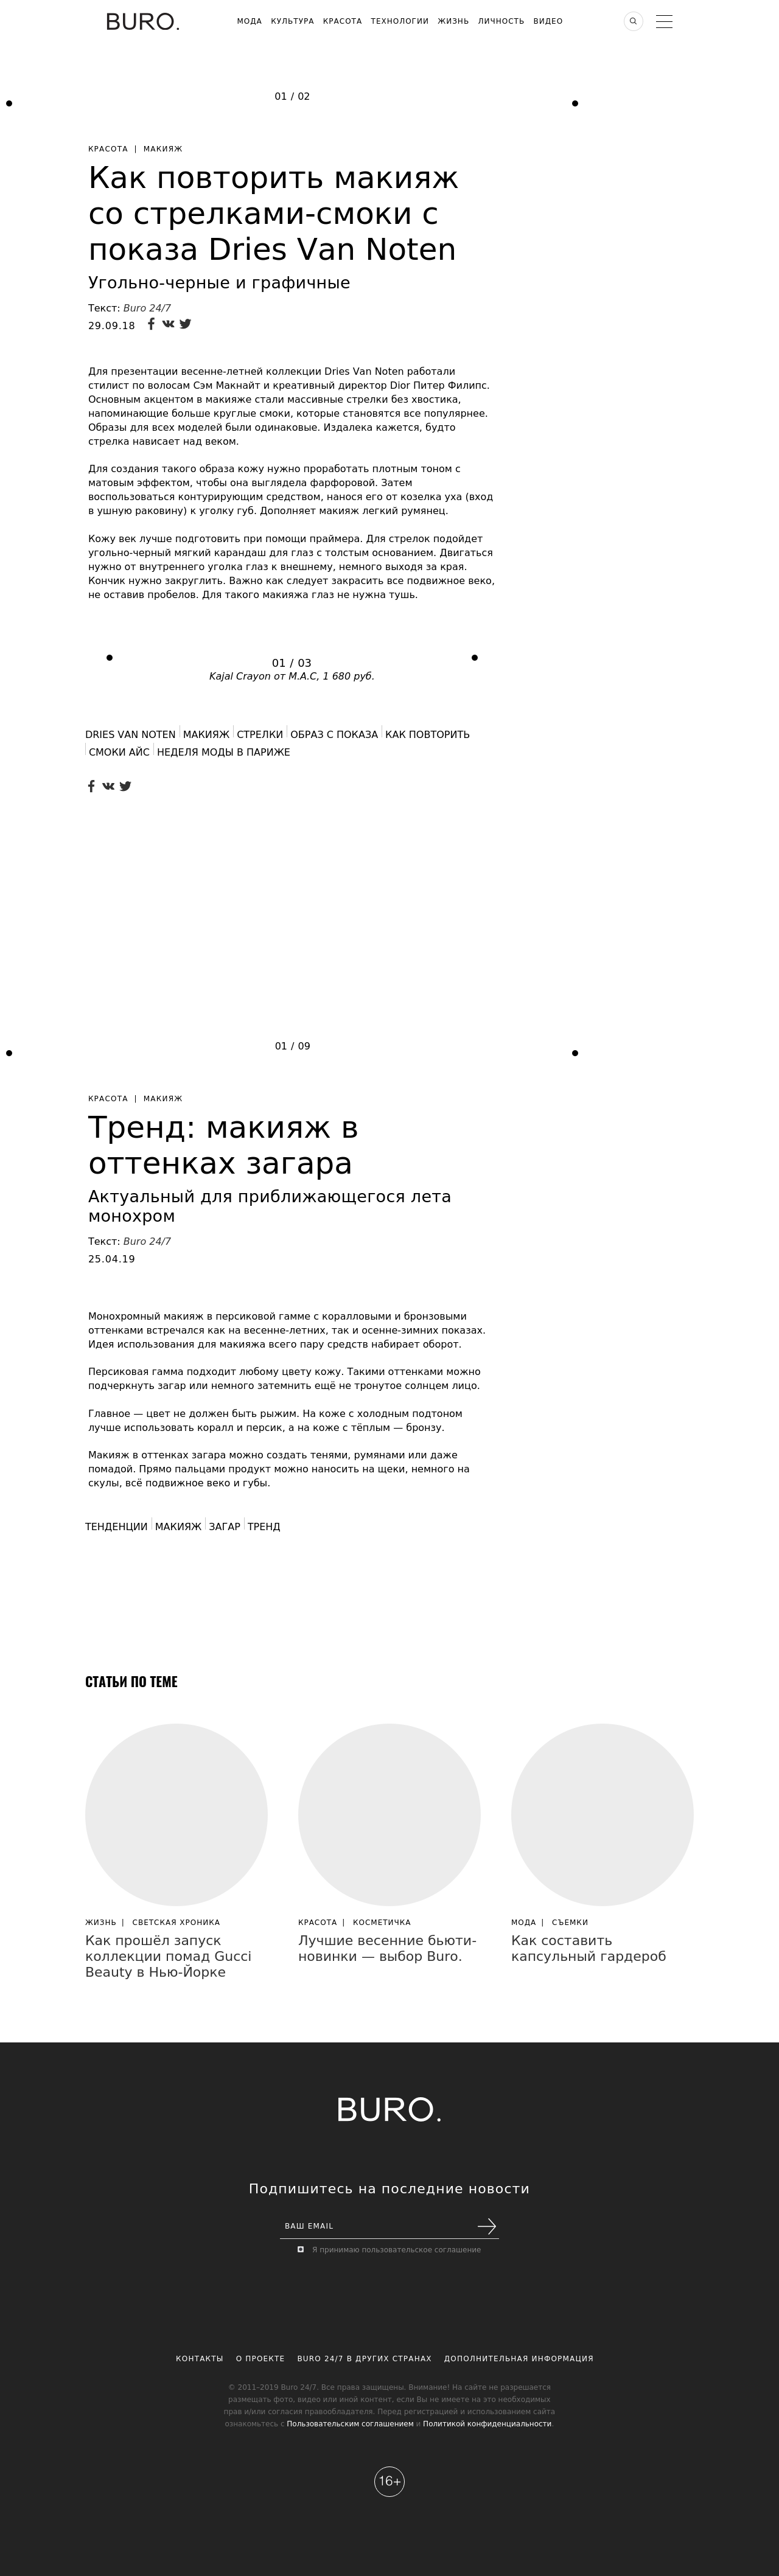 BURO.
МОДА КУЛЬТУРА КРАСОТА ТЕХНОЛОГИИ ЖИЗНЬ ЛИЧНОСТЬ ВИДЕО
01 / 02
КРАСОТА | МАКИЯЖ
Как повторить макияж
со стрелками-смоки с
показа Dries Van Noten
Угольно-черные и графичные
Текст: Buro 24/7
29.09.18
Для презентации весенне-летней коллекции Dries Van Noten работали
стилист по волосам Сэм Макнайт и креативный директор Dior Питер Филипс.
Основным акцентом в макияже стали массивные стрелки без хвостика,
напоминающие больше круглые смоки, которые становятся все популярнее.
Образы для всех моделей были одинаковые. Издалека кажется, будто
стрелка нависает над веком.
Для создания такого образа кожу нужно проработать плотным тоном с
матовым эффектом, чтобы она выглядела фарфоровой. Затем
воспользоваться контурирующим средством, нанося его от козелка уха (вход
в ушную раковину) к уголку губ. Дополняет макияж легкий румянец.
Кожу век лучше подготовить при помощи праймера. Для стрелок подойдет
угольно-черный мягкий карандаш для глаз с толстым основанием. Двигаться
нужно от внутреннего уголка глаз к внешнему, немного выходя за края.
Кончик нужно закруглить. Важно как следует закрасить все подвижное веко,
не оставив пробелов. Для такого макияжа глаз не нужна тушь.
01 / 03
Kajal Crayon от M.A.C, 1 680 руб.
DRIES VAN NOTEN МАКИЯЖ СТРЕЛКИ ОБРАЗ С ПОКАЗА КАК ПОВТОРИТЬ
СМОКИ АЙС НЕДЕЛЯ МОДЫ В ПАРИЖЕ
01 / 09
КРАСОТА | МАКИЯЖ
Тренд: макияж в
оттенках загара
Актуальный для приближающегося лета
монохром
Текст: Buro 24/7
25.04.19
Монохромный макияж в персиковой гамме с коралловыми и бронзовыми
оттенками встречался как на весенне-летних, так и осенне-зимних показах.
Идея использования для макияжа всего пару средств набирает оборот.
Персиковая гамма подходит любому цвету кожу. Такими оттенками можно
подчеркнуть загар или немного затемнить ещё не тронутое солнцем лицо.
Главное — цвет не должен быть рыжим. На коже с холодным подтоном
лучше использовать коралл и персик, а на коже с тёплым — бронзу.
Макияж в оттенках загара можно создать тенями, румянами или даже
помадой. Прямо пальцами продукт можно наносить на щеки, немного на
скулы, всё подвижное веко и губы.
ТЕНДЕНЦИИ МАКИЯЖ ЗАГАР ТРЕНД
СТАТЬИ ПО ТЕМЕ
ЖИЗНЬ | СВЕТСКАЯ ХРОНИКА
Как прошёл запуск
коллекции помад Gucci
Beauty в Нью-Йорке
КРАСОТА | КОСМЕТИЧКА
Лучшие весенние бьюти-
новинки — выбор Buro.
МОДА | СЪЕМКИ
Как составить
капсульный гардероб
BURO.
Подпишитесь на последние новости
ВАШ EMAIL
Я принимаю пользовательское соглашение
КОНТАКТЫ О ПРОЕКТЕ BURO 24/7 В ДРУГИХ СТРАНАХ ДОПОЛНИТЕЛЬНАЯ ИНФОРМАЦИЯ
© 2011–2019 Buro 24/7. Все права защищены. Внимание! На сайте не разрешается
размещать фото, видео или иной контент, если Вы не имеете на это необходимых
прав и/или согласия правообладателя. Перед регистрацией и использованием сайта
ознакомьтесь с Пользовательским соглашением и Политикой конфиденциальности.
16+